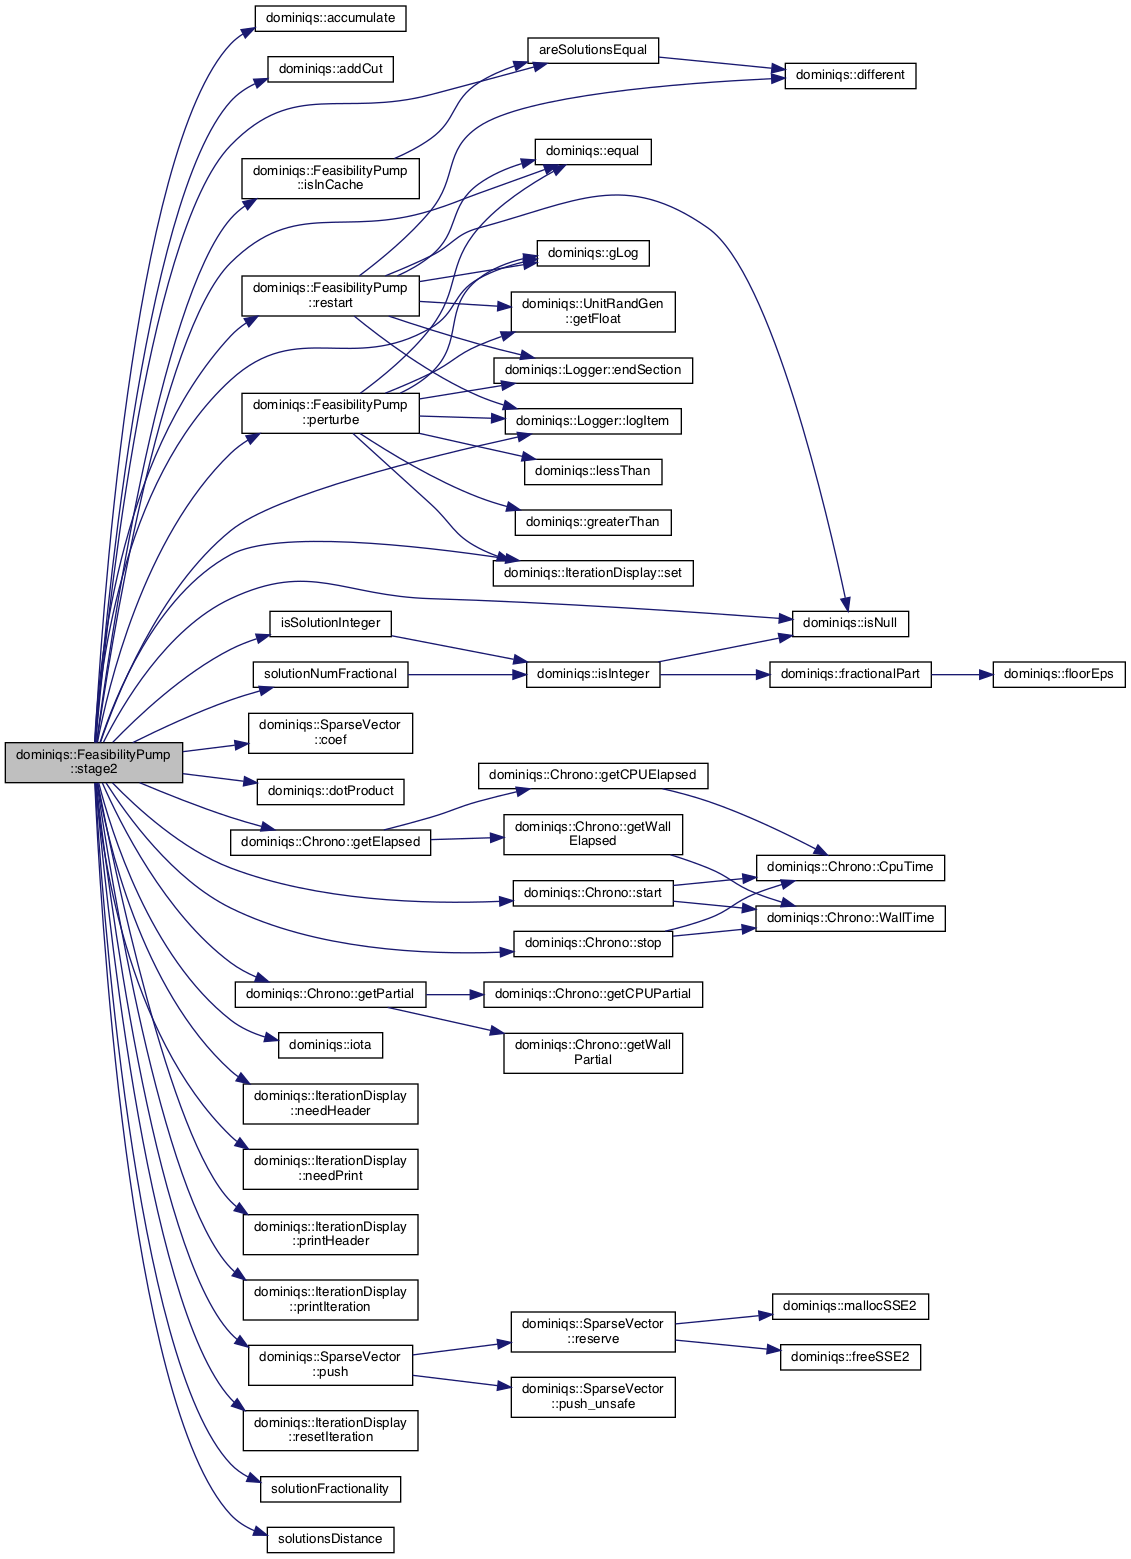 dominiqs::accumulate
areSolutionsEqual
dominiqs::addCut
dominiqs::different
dominiqs::equal
dominiqs::FeasibilityPump
::isInCache
dominiqs::gLog
dominiqs::FeasibilityPump
::restart
dominiqs::UnitRandGen
::getFloat
dominiqs::Logger::endSection
dominiqs::FeasibilityPump
::perturbe
dominiqs::Logger::logItem
dominiqs::lessThan
dominiqs::greaterThan
dominiqs::IterationDisplay::set
isSolutionInteger
dominiqs::isNull
solutionNumFractional
dominiqs::isInteger
dominiqs::fractionalPart
dominiqs::floorEps
dominiqs::SparseVector
::coef
dominiqs::FeasibilityPump
::stage2
dominiqs::Chrono::getCPUElapsed
dominiqs::dotProduct
dominiqs::Chrono::getWall
Elapsed
dominiqs::Chrono::getElapsed
dominiqs::Chrono::CpuTime
dominiqs::Chrono::start
dominiqs::Chrono::WallTime
dominiqs::Chrono::stop
dominiqs::Chrono::getPartial
dominiqs::Chrono::getCPUPartial
dominiqs::iota
dominiqs::Chrono::getWall
Partial
dominiqs::IterationDisplay
::needHeader
dominiqs::IterationDisplay
::needPrint
dominiqs::IterationDisplay
::printHeader
dominiqs::IterationDisplay
::printIteration
dominiqs::mallocSSE2
dominiqs::SparseVector
::reserve
dominiqs::freeSSE2
dominiqs::SparseVector
::push
dominiqs::SparseVector
::push_unsafe
dominiqs::IterationDisplay
::resetIteration
solutionFractionality
solutionsDistance